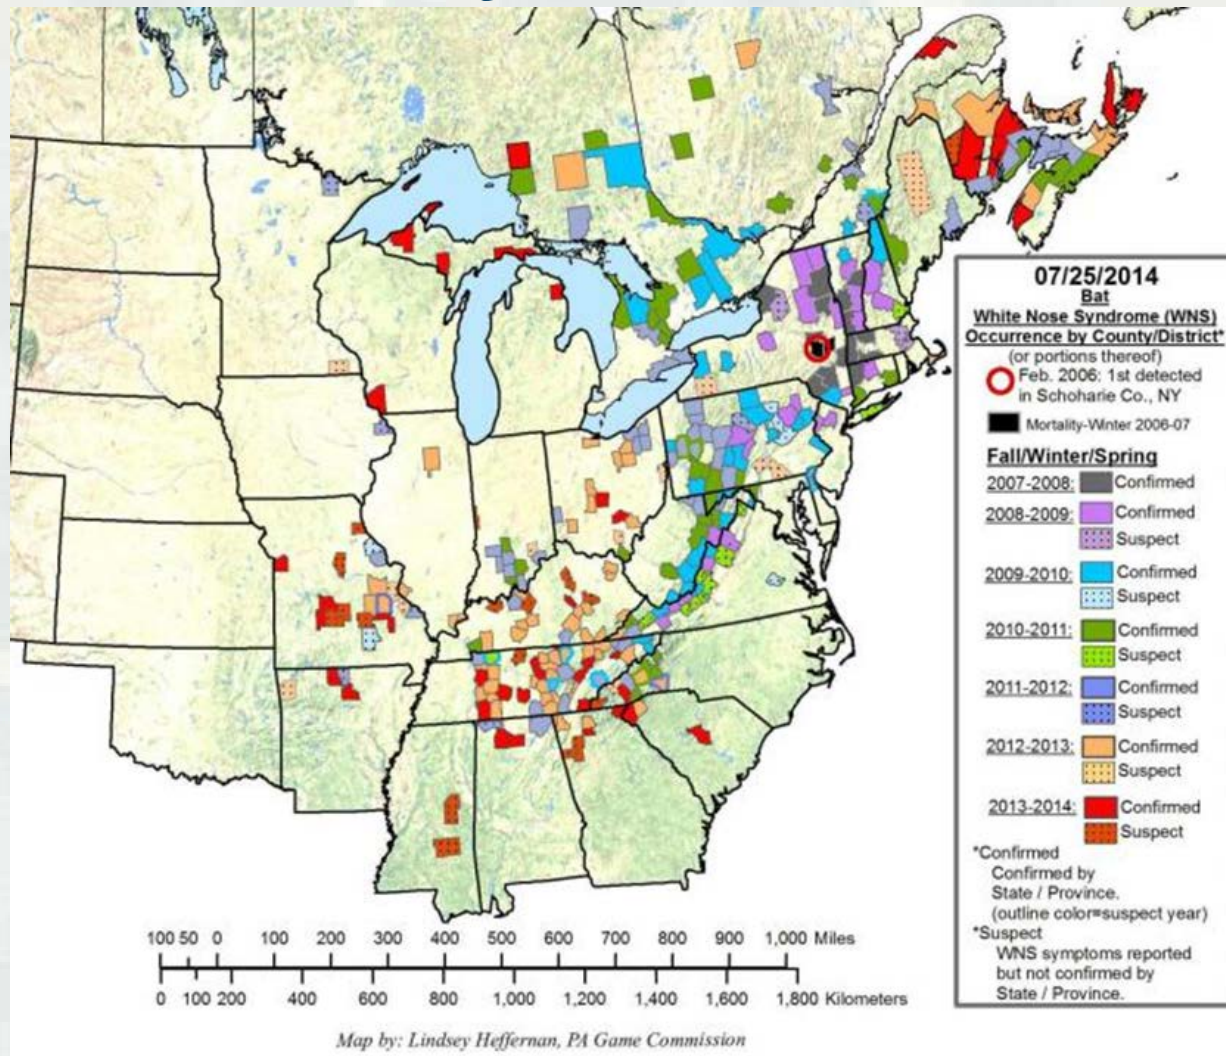 07/25/2014
Bat
White Nose Syndrome (WNS)
Occurrence by County/District*
(or portions thereof)
Feb. 2006: 1st detected
in Schoharie Co., NY
Mortality-Winter 2006-07
Fall/Winter/Spring
2007-2008: Confirmed
2008-2009: Confirmed
Suspect
2009-2010: Confirmed
Suspect
2010-2011: Confirmed
Suspect
2011-2012: Confirmed
Suspect
2012-2013: Confirmed
Suspect
2013-2014: Confirmed
Suspect
*Confirmed
Confirmed by
State / Province.
(outline color=suspect year)
*Suspect
WNS symptoms reported
but not confirmed by
State / Province.
100 50 0 100 200 300 400 500 600 700 800 900 1,000 Miles
0 100 200 400 600 800 1,000 1,200 1,400 1,600 1,800 Kilometers
Map by: Lindsey Heffernan, PA Game Commission